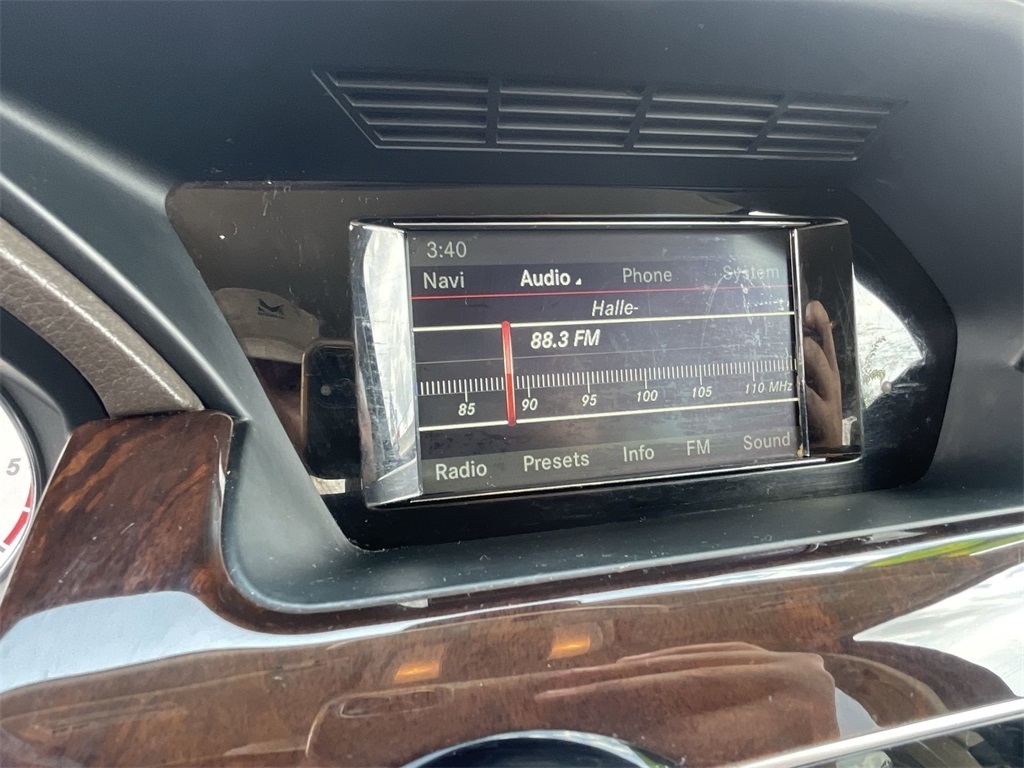 3:40
Navi Audio Phone System
Halle-
88.3 FM
85 90 95 100 105 110 MHz
Radio Presets Info FM Sound
5